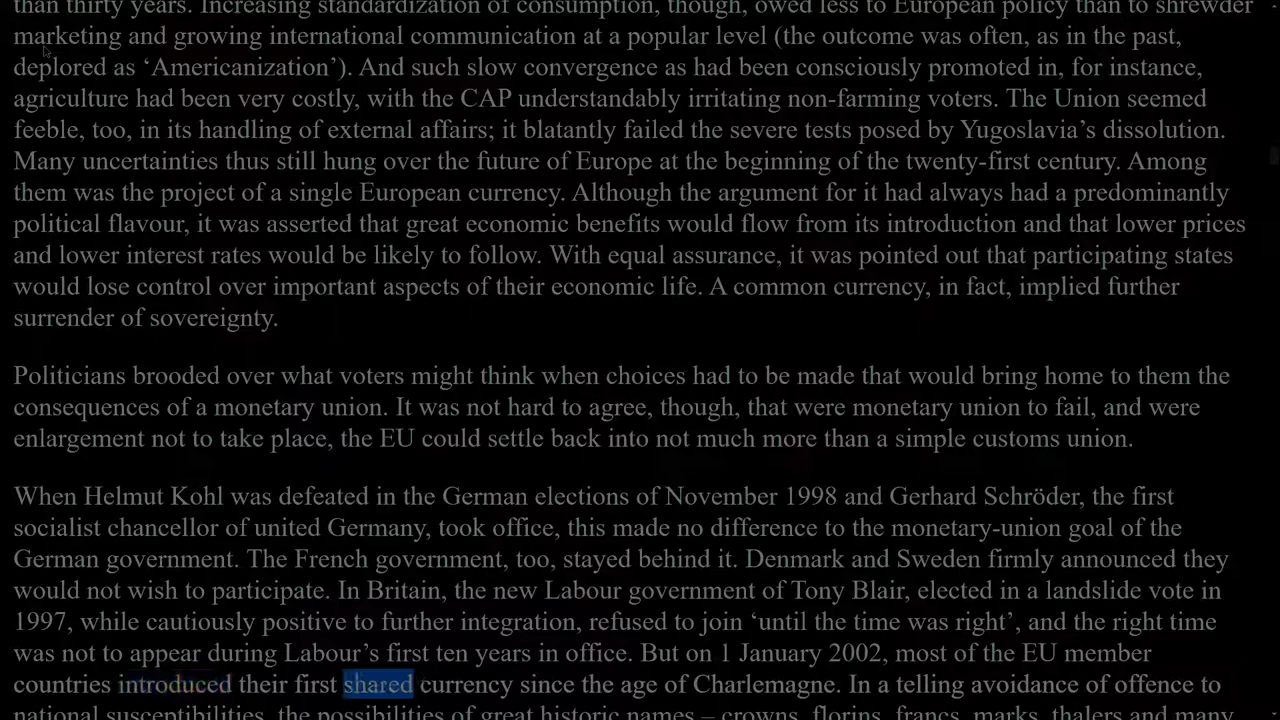 than thirty years. Increasing standardization of consumption, though, owed less to European policy than to shrewder
marketing and growing international communication at a popular level (the outcome was often, as in the past,
deplored as ‘Americanization’). And such slow convergence as had been consciously promoted in, for instance,
agriculture had been very costly, with the CAP understandably irritating non-farming voters. The Union seemed
feeble, too, in its handling of external affairs; it blatantly failed the severe tests posed by Yugoslavia’s dissolution.
Many uncertainties thus still hung over the future of Europe at the beginning of the twenty-first century. Among
them was the project of a single European currency. Although the argument for it had always had a predominantly
political flavour, it was asserted that great economic benefits would flow from its introduction and that lower prices
and lower interest rates would be likely to follow. With equal assurance, it was pointed out that participating states
would lose control over important aspects of their economic life. A common currency, in fact, implied further
surrender of sovereignty.
Politicians brooded over what voters might think when choices had to be made that would bring home to them the
consequences of a monetary union. It was not hard to agree, though, that were monetary union to fail, and were
enlargement not to take place, the EU could settle back into not much more than a simple customs union.
When Helmut Kohl was defeated in the German elections of November 1998 and Gerhard Schröder, the first
socialist chancellor of united Germany, took office, this made no difference to the monetary-union goal of the
German government. The French government, too, stayed behind it. Denmark and Sweden firmly announced they
would not wish to participate. In Britain, the new Labour government of Tony Blair, elected in a landslide vote in
1997, while cautiously positive to further integration, refused to join ‘until the time was right’, and the right time
was not to appear during Labour’s first ten years in office. But on 1 January 2002, most of the EU member
countries introduced their first shared currency since the age of Charlemagne. In a telling avoidance of offence to
national susceptibilities, the possibilities of great historic names – crowns, florins, francs, marks, thalers and many